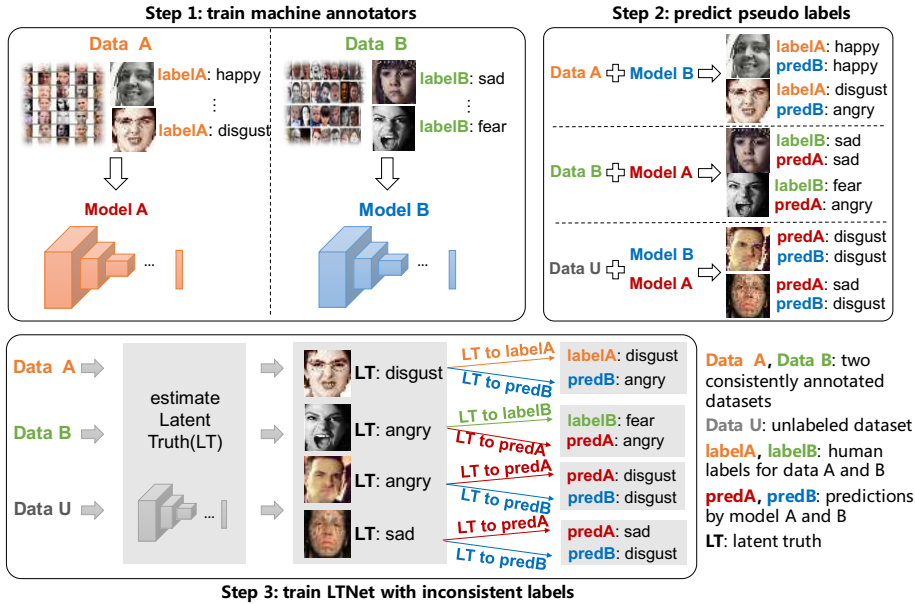 Step 1: train machine annotators
Data A
labelA: happy
⋮
labelA: disgust
Model A
...
Data B
labelB: sad
⋮
labelB: fear
Model B
...
Step 2: predict pseudo labels
Data A Model B
labelA: happy
predB: happy
labelA: disgust
predB: angry
Data B Model A
labelB: sad
predA: sad
labelB: fear
predA: angry
Data U
Model B
Model A
predA: disgust
predB: disgust
predA: sad
predB: disgust
Data A
Data B
Data U
estimate
Latent
Truth(LT)
...
LT: disgust
LT: angry
LT: angry
LT: sad
LT to labelA
LT to predB
LT to labelB
LT to predA
LT to predA
LT to predB
LT to predA
LT to predB
labelA: disgust
predB: angry
labelB: fear
predA: angry
predA: disgust
predB: disgust
predA: sad
predB: disgust
Step 3: train LTNet with inconsistent labels
Data A, Data B: two
consistently annotated
datasets
Data U: unlabeled dataset
labelA, labelB: human
labels for data A and B
predA, predB: predictions
by model A and B
LT: latent truth